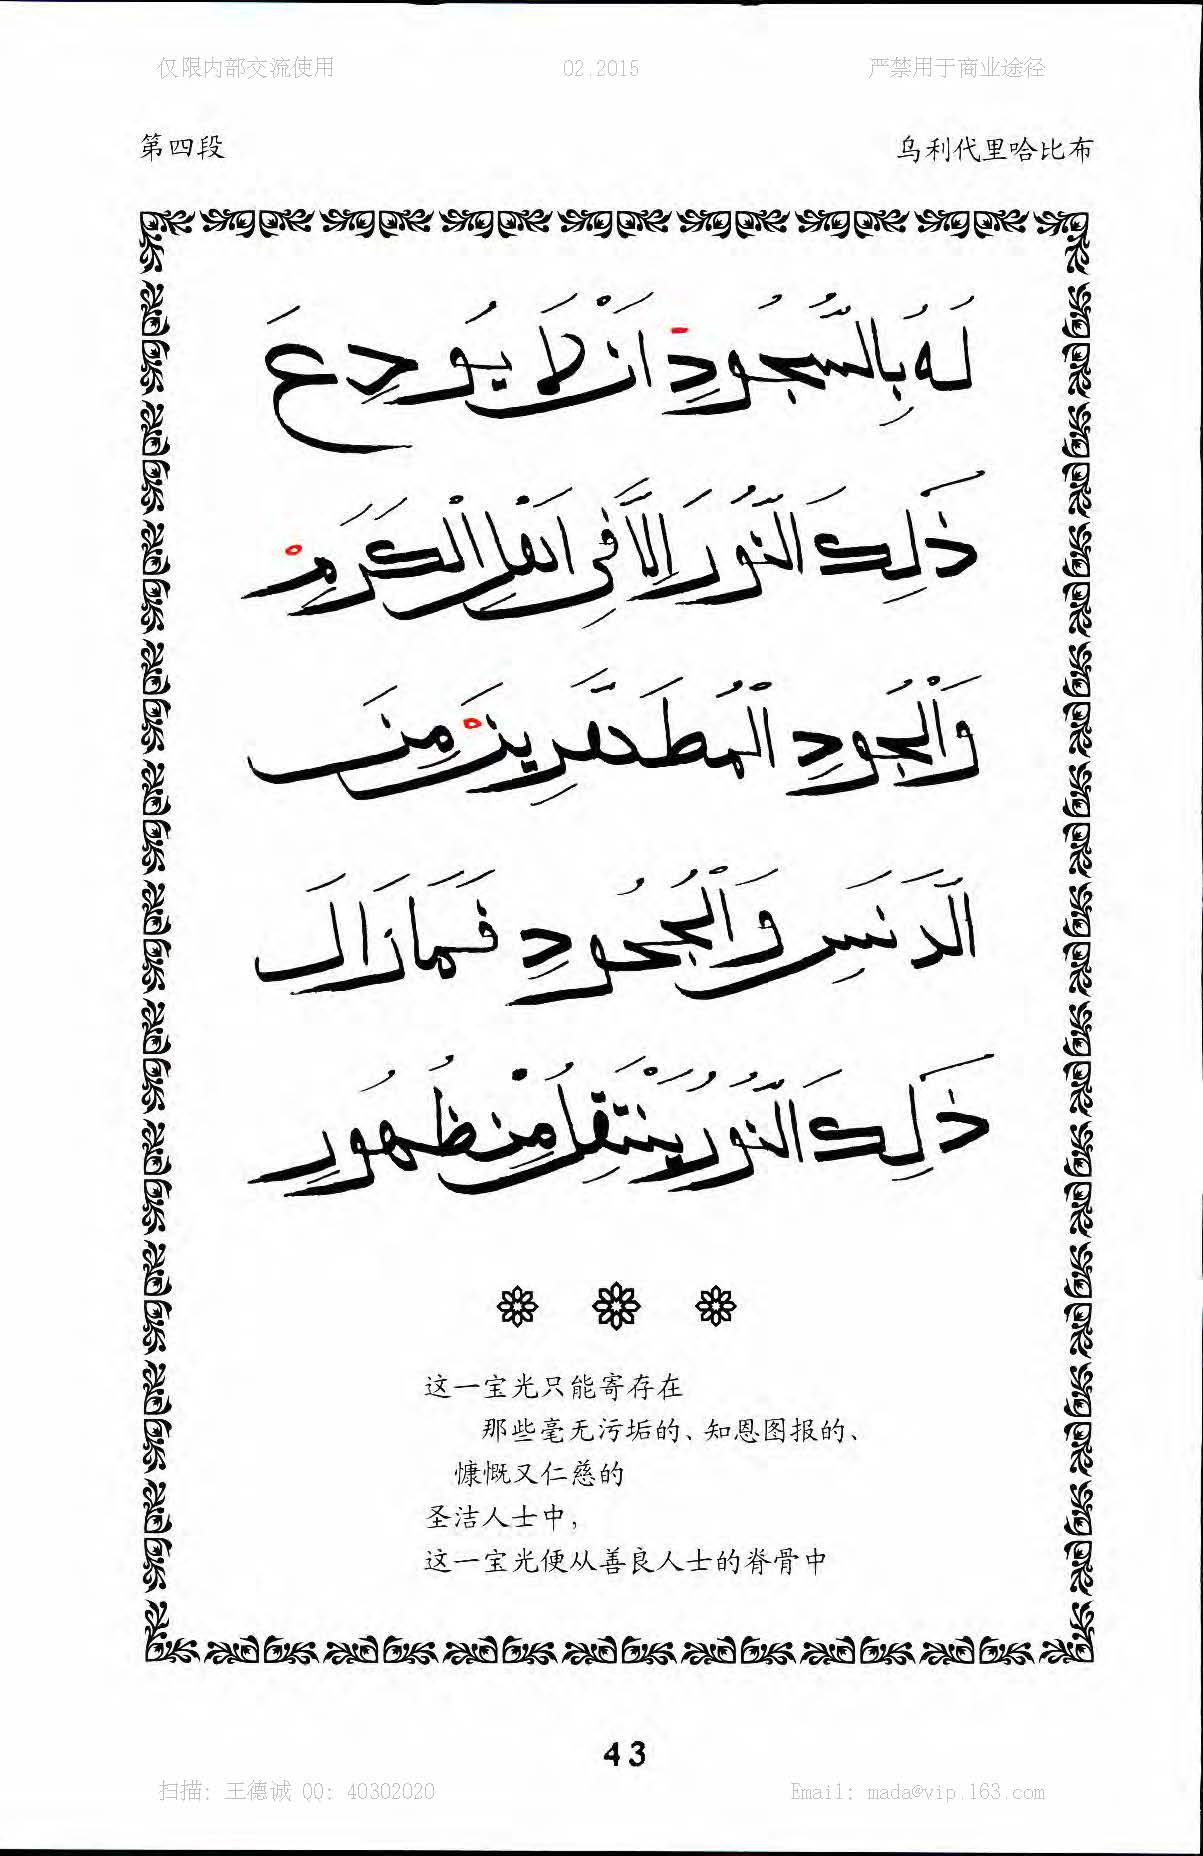 仅限内部交流使用 02.2015 严禁用于商业途径
第四段 乌利代里哈比布
لَهُ بِالسُّجُودِ اَنْ لَا يُودِعَ
ذٰلِكَ النُّورَ اِلَّا فِى اَهْلِ الْكَرَمِ
وَالْجُودِ الْمُطَهَّرِينَ مِنَ
الدَّنَسِ وَالْجُحُودِ فَمَازَالَ
ذٰلِكَ النُّورُ يَنْتَقِلُ مِنْ ظُهُورِ
这一宝光只能寄存在
那些毫无污垢的、知恩图报的、
慷慨又仁慈的
圣洁人士中，
这一宝光便从善良人士的脊骨中
43
扫描: 王德诚 QQ: 40302020 Email: mada@vip.163.com